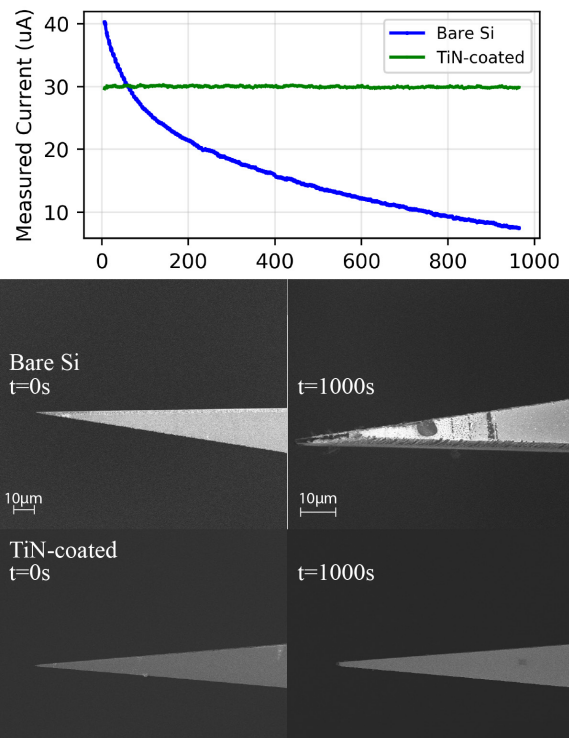 Measured Current (uA)
40
30
20
10
Bare Si
TiN-coated
0 200 400 600 800 1000
Bare Si
t=0s
t=1000s
10μm
10μm
TiN-coated
t=0s
t=1000s